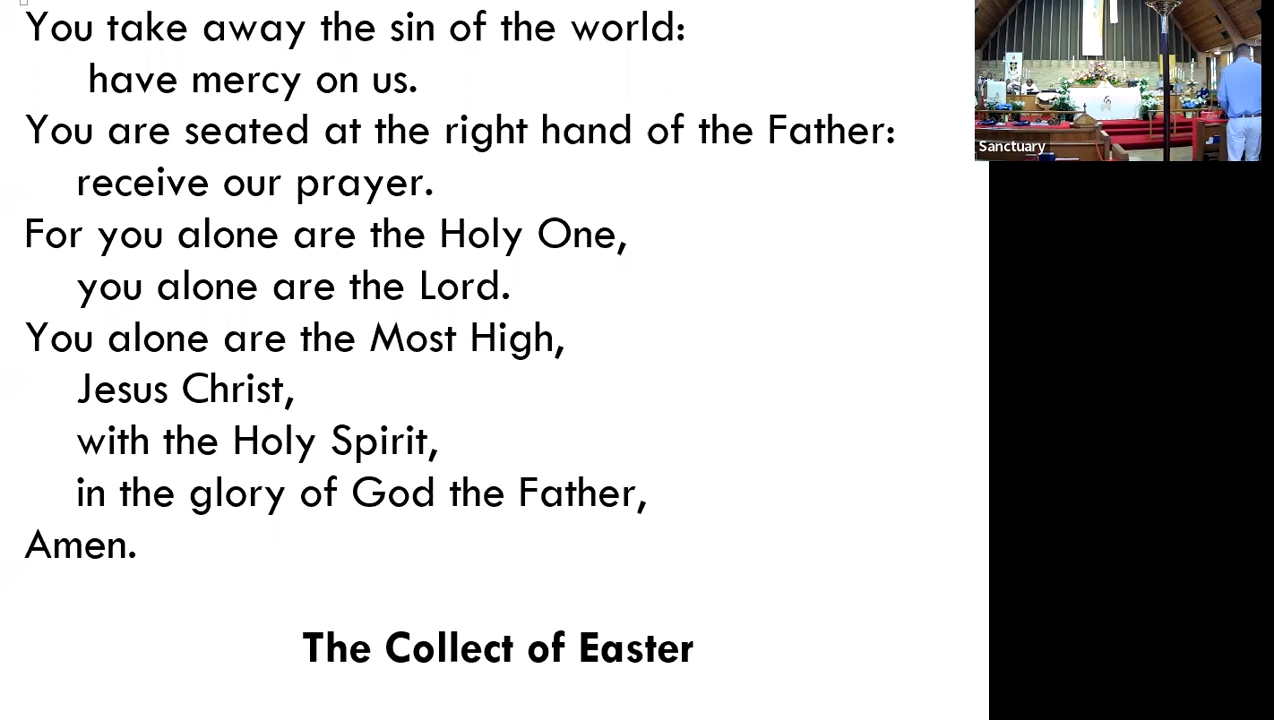 You take away the sin of the world:
have mercy on us.
You are seated at the right hand of the Father:
receive our prayer.
For you alone are the Holy One,
you alone are the Lord.
You alone are the Most High,
Jesus Christ,
with the Holy Spirit,
in the glory of God the Father,
Amen.
The Collect of Easter
Sanctuary